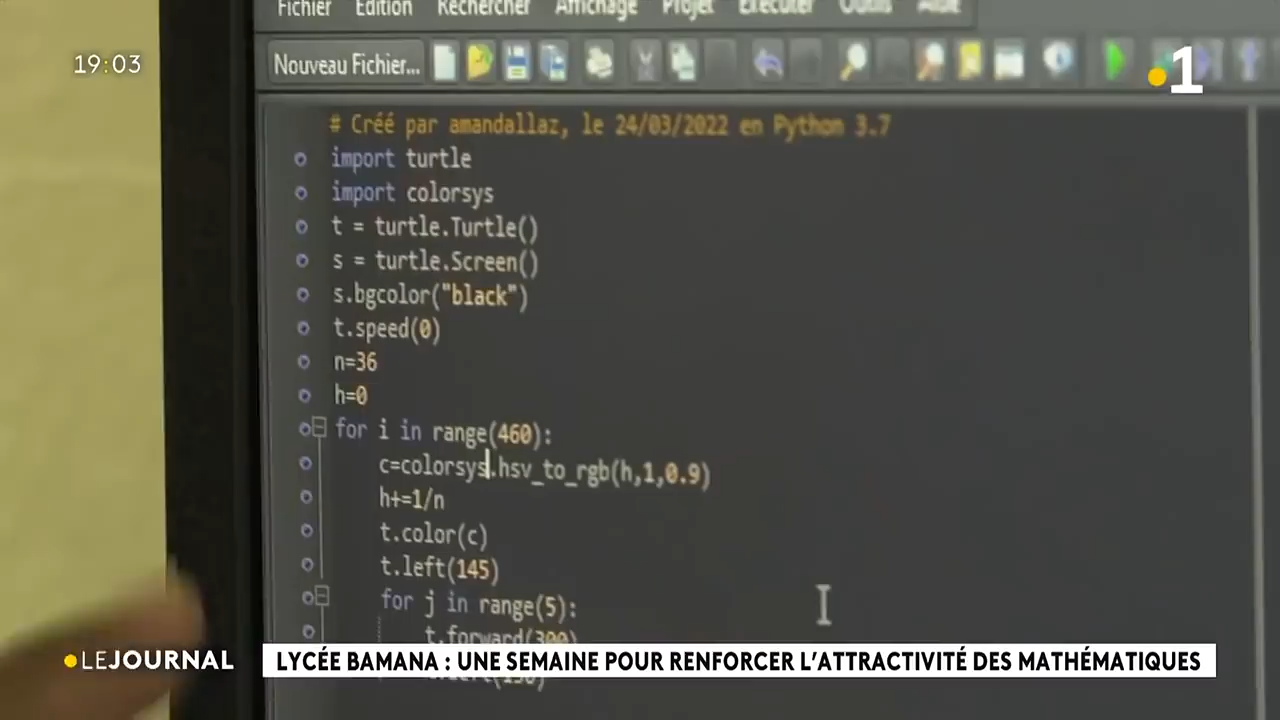 Fichier Edition Rechercher Affichage Projet Exécuter Outils Aide
19:03
Nouveau Fichier...
1
# Créé par amandallaz, le 24/03/2022 en Python 3.7
import turtle
import colorsys
t = turtle.Turtle()
s = turtle.Screen()
s.bgcolor("black")
t.speed(0)
n=36
h=0
for i in range(460):
c=colorsys.hsv_to_rgb(h,1,0.9)
h+=1/n
t.color(c)
t.left(145)
for j in range(5):
t.forward(300)
LEJOURNAL
LYCÉE BAMANA : UNE SEMAINE POUR RENFORCER L'ATTRACTIVITÉ DES MATHÉMATIQUES